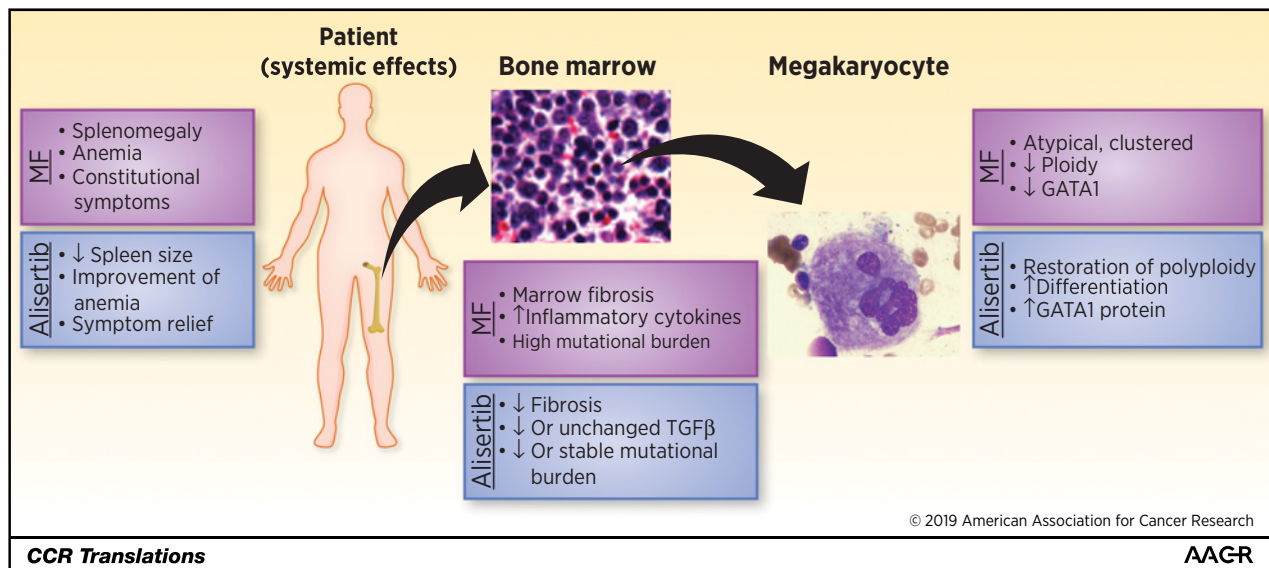 Patient
(systemic effects)
Bone marrow
Megakaryocyte
MF
• Splenomegaly
• Anemia
• Constitutional
symptoms
Alisertib
• ↓ Spleen size
• Improvement of
anemia
• Symptom relief
MF
• Marrow fibrosis
• ↑Inflammatory cytokines
• High mutational burden
Alisertib
• ↓ Fibrosis
• ↓ Or unchanged TGFβ
• ↓ Or stable mutational
burden
MF
• Atypical, clustered
• ↓ Ploidy
• ↓ GATA1
Alisertib
• Restoration of polyploidy
• ↑Differentiation
• ↑GATA1 protein
© 2019 American Association for Cancer Research
CCR Translations
AACR